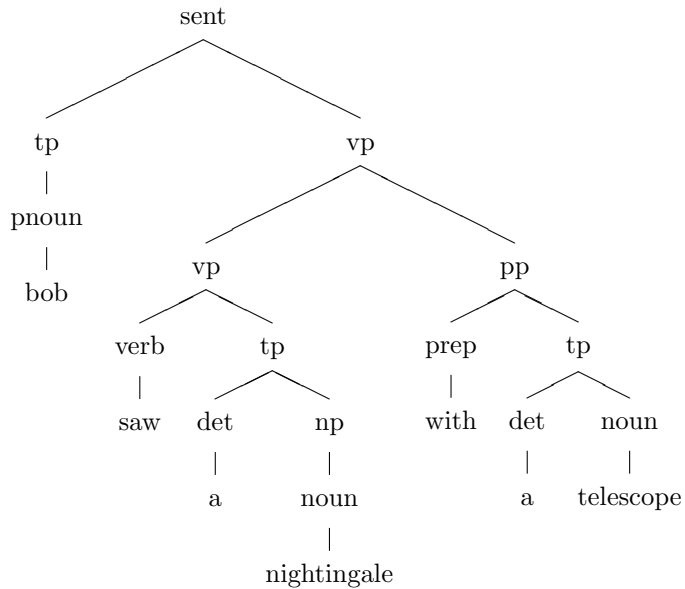 sent
tp vp
pnoun
bob vp pp
verb tp prep tp
saw det np with det noun
a noun a telescope
nightingale